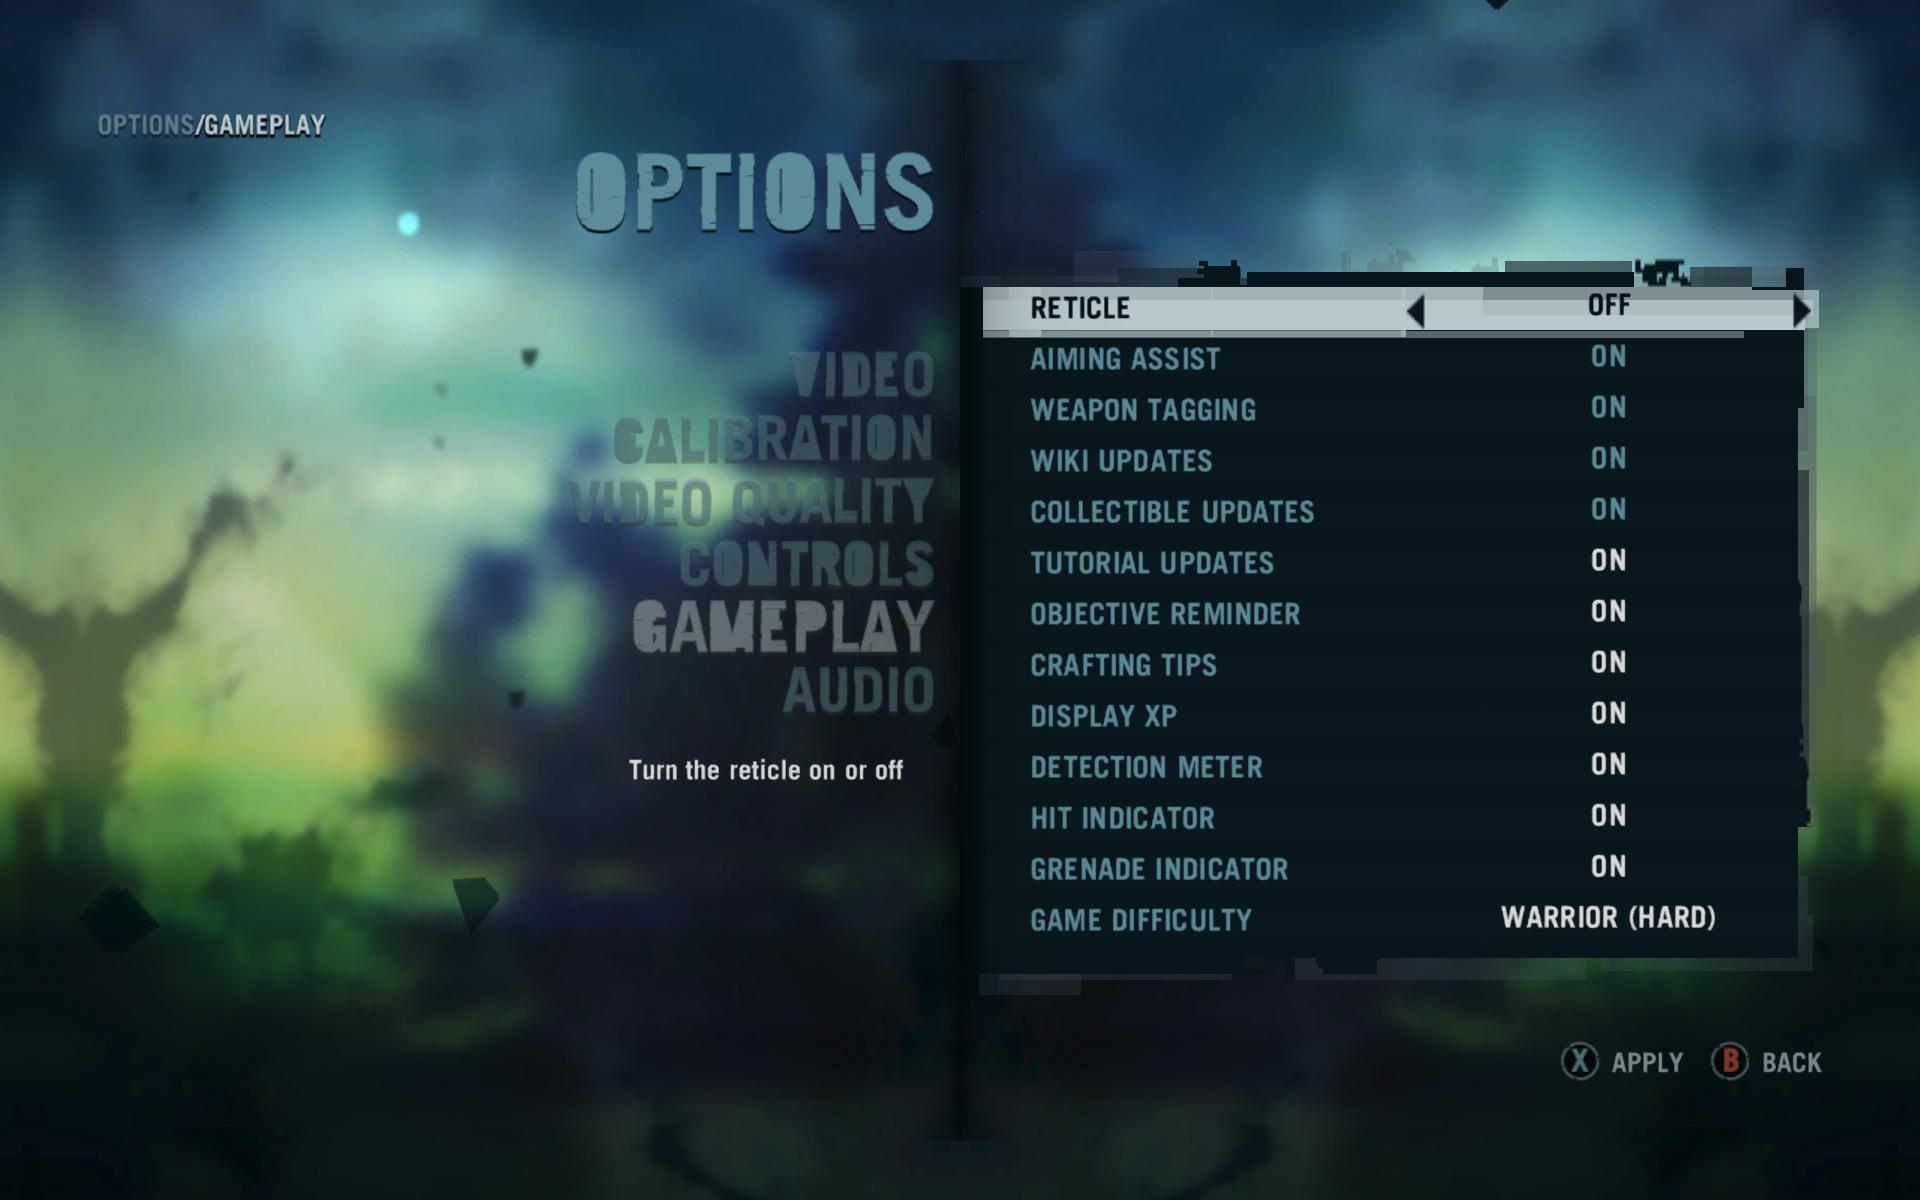 OPTIONS/GAMEPLAY
OPTIONS
VIDEO
CALIBRATION
VIDEO QUALITY
CONTROLS
GAMEPLAY
AUDIO
Turn the reticle on or off
RETICLE OFF
AIMING ASSIST ON
WEAPON TAGGING ON
WIKI UPDATES ON
COLLECTIBLE UPDATES ON
TUTORIAL UPDATES ON
OBJECTIVE REMINDER ON
CRAFTING TIPS ON
DISPLAY XP ON
DETECTION METER ON
HIT INDICATOR ON
GRENADE INDICATOR ON
GAME DIFFICULTY WARRIOR (HARD)
X APPLY B BACK